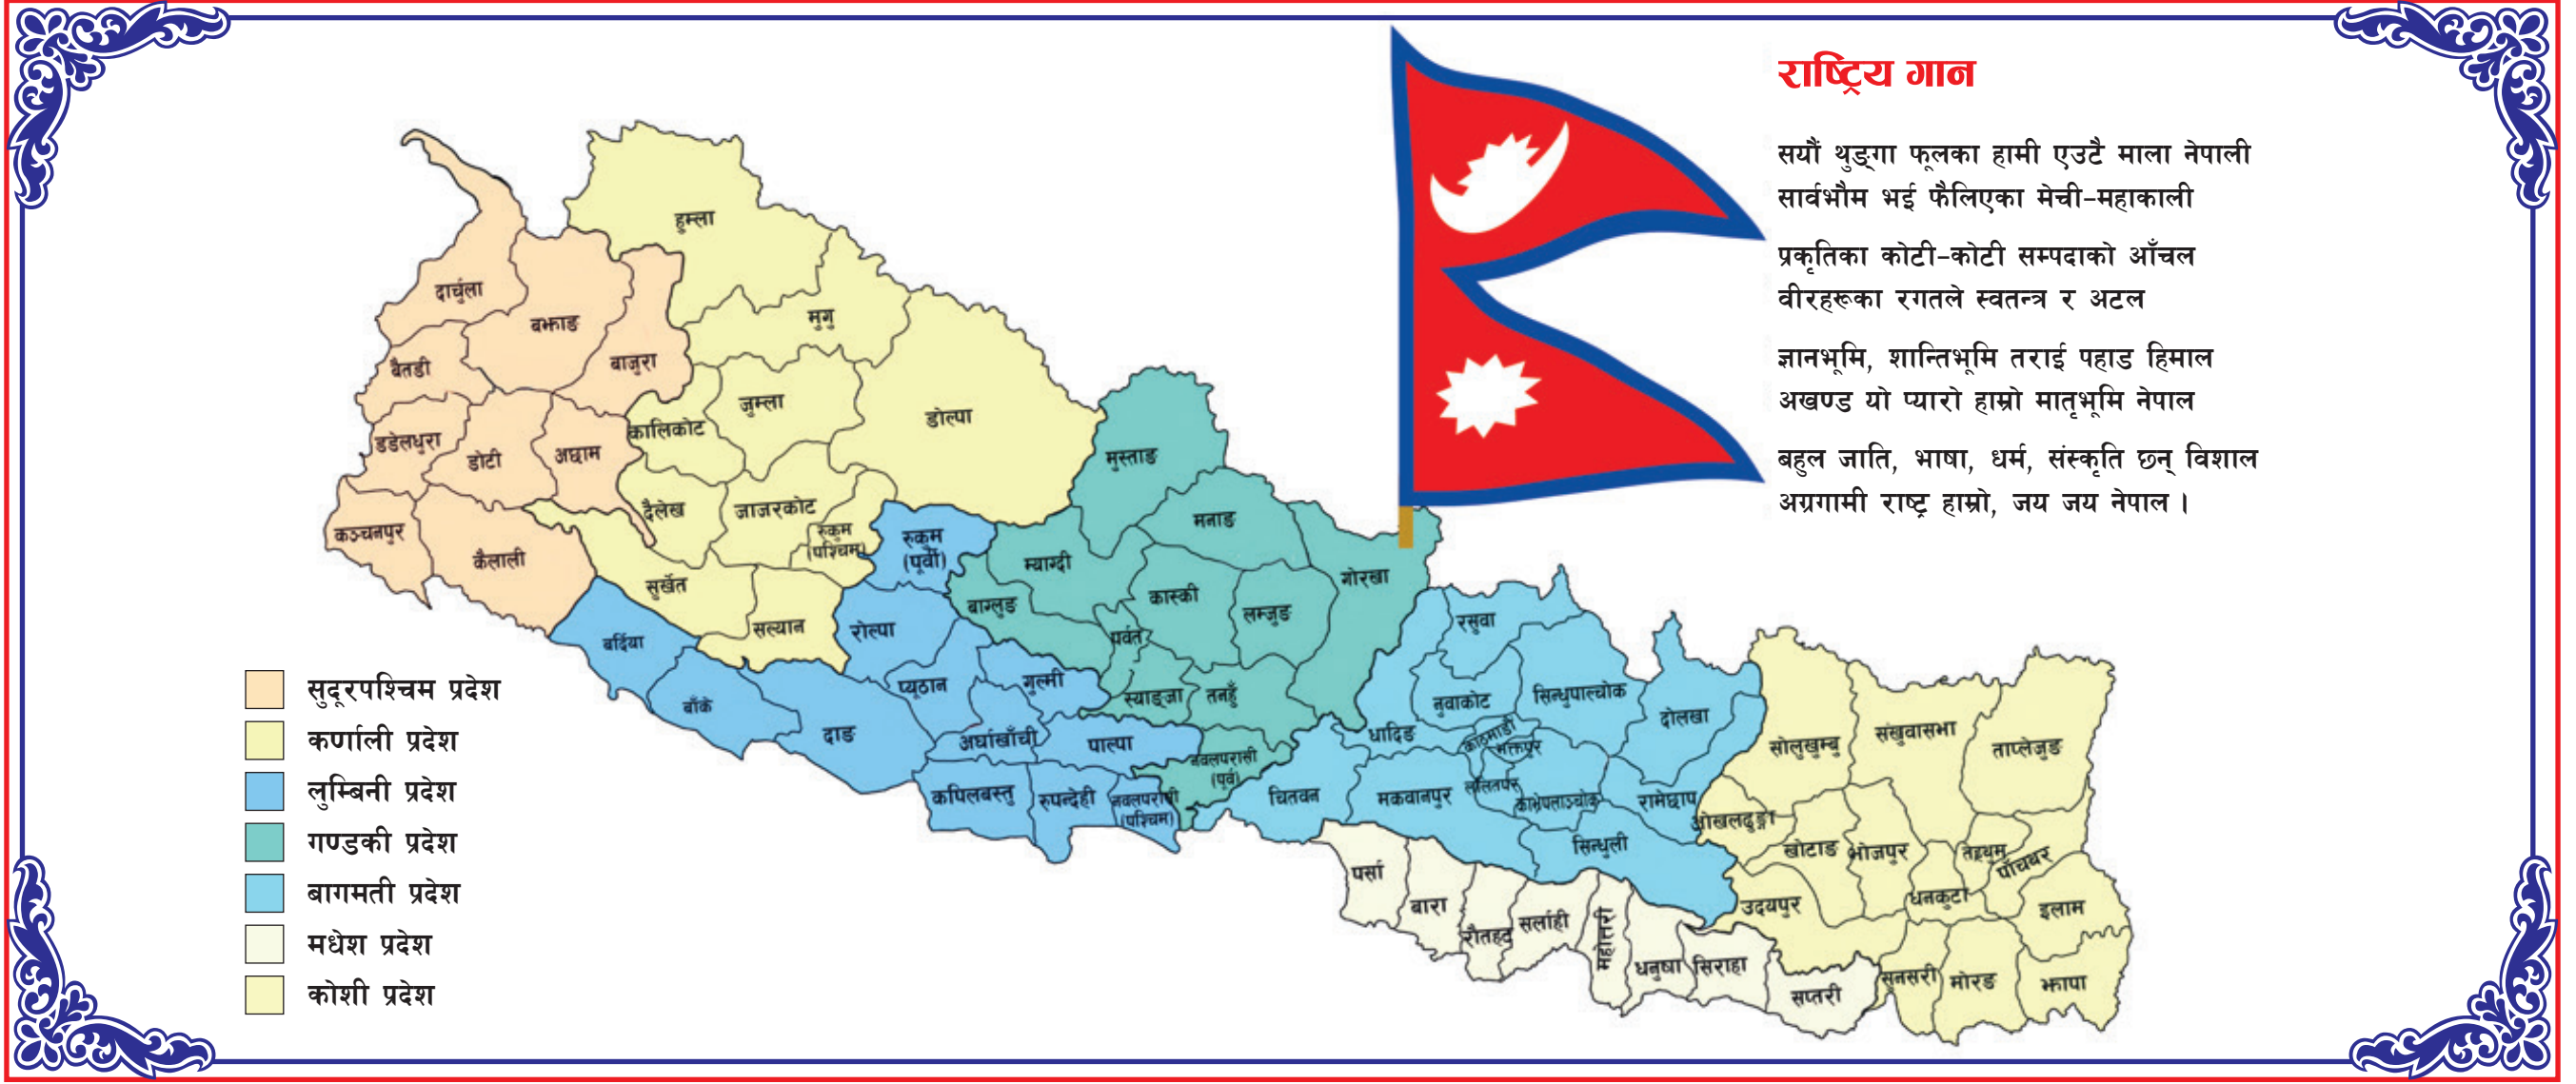 राष्ट्रिय गान
सयौं थुङ्गा फूलका हामी एउटै माला नेपाली
सार्वभौम भई फैलिएका मेची-महाकाली
प्रकृतिका कोटी-कोटी सम्पदाको आँचल
वीरहरूका रगतले स्वतन्त्र र अटल
ज्ञानभूमि, शान्तिभूमि तराई पहाड हिमाल
अखण्ड यो प्यारो हाम्रो मातृभूमि नेपाल
बहुल जाति, भाषा, धर्म, संस्कृति छन् विशाल
अग्रगामी राष्ट्र हाम्रो, जय जय नेपाल ।
हुम्ला
दार्चुला
बझाङ
मुगु
बैतडी
बाजुरा
जुम्ला
डोल्पा
कालिकोट
डडेलधुरा
डोटी
अछाम
मुस्ताङ
दैलेख
जाजरकोट
रुकुम
(पश्चिम)
रुकुम
(पूर्वी)
मनाङ
कञ्चनपुर
कैलाली
म्याग्दी
गोरखा
सुर्खेत
बाग्लुङ
कास्की
लम्जुङ
रसुवा
सल्यान
रोल्पा
पर्वत
बर्दिया
प्यूठान
गुल्मी
स्याङ्जा
तनहुँ
नुवाकोट
सिन्धुपाल्चोक
बाँके
दाङ
अर्घाखाँची
पाल्पा
धादिङ
काठमाडौं
भक्तपुर
दोलखा
सोलुखुम्बु
संखुवासभा
ताप्लेजुङ
नवलपरासी
(पूर्व)
कपिलबस्तु
रुपन्देही
नवलपरासी
(पश्चिम)
चितवन
मकवानपुर
ललितपुर
काभ्रेपलाञ्चोक
रामेछाप
ओखलढुङ्गा
सिन्धुली
खोटाङ
भोजपुर
तेह्रथुम
पाँचथर
पर्सा
बारा
रौतहट
सर्लाही
महोत्तरी
धनुषा
सिराहा
सप्तरी
उदयपुर
धनकुटा
इलाम
सुनसरी
मोरङ
झापा
सुदूरपश्चिम प्रदेश
कर्णाली प्रदेश
लुम्बिनी प्रदेश
गण्डकी प्रदेश
बागमती प्रदेश
मधेश प्रदेश
कोशी प्रदेश